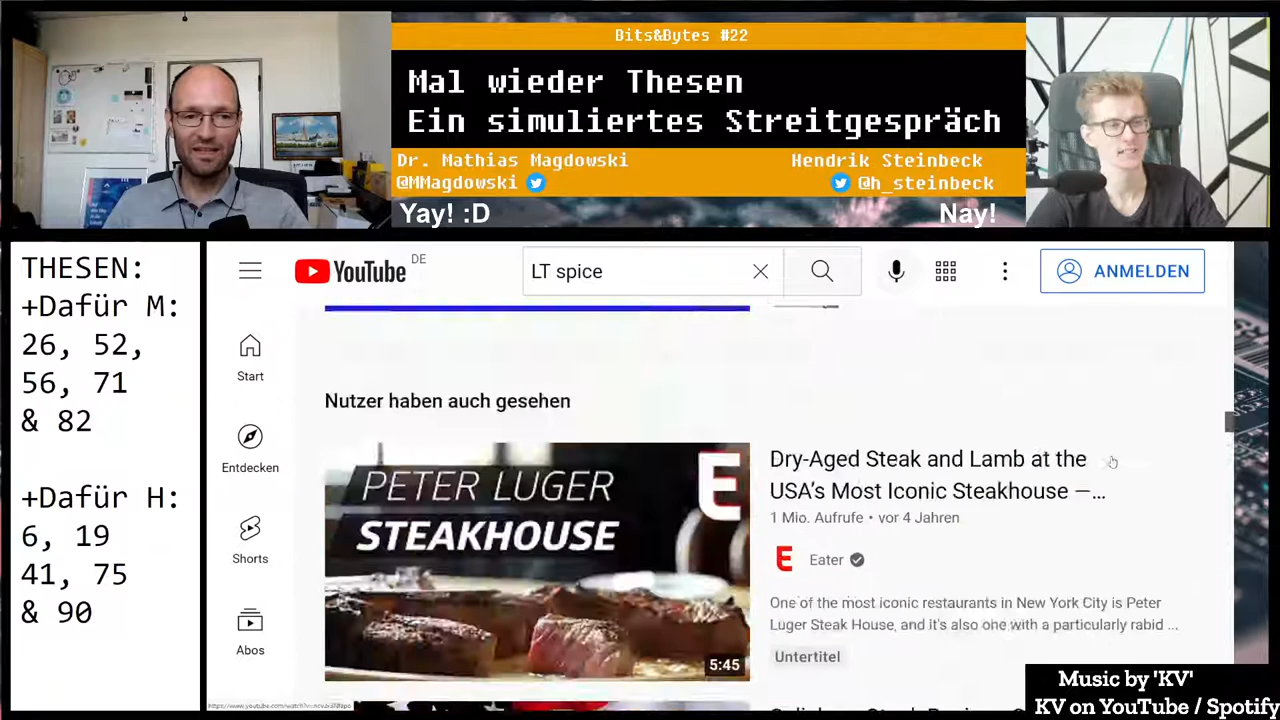 Bits&Bytes #22
Mal wieder Thesen
Ein simuliertes Streitgespräch
Dr. Mathias Magdowski
@MMagdowski
Hendrik Steinbeck
@h_steinbeck
Yay! :D
Nay!
THESEN:
+Dafür M:
26, 52,
56, 71
& 82
+Dafür H:
6, 19
41, 75
& 90
YouTube DE
LT spice
ANMELDEN
Start
Entdecken
Shorts
Abos
Nutzer haben auch gesehen
PETER LUGER
STEAKHOUSE
E
5:45
Dry-Aged Steak and Lamb at the
USA's Most Iconic Steakhouse —...
1 Mio. Aufrufe • vor 4 Jahren
E Eater
One of the most iconic restaurants in New York City is Peter
Luger Steak House, and it's also one with a particularly rabid ...
Untertitel
Music by 'KV'
KV on YouTube / Spotify